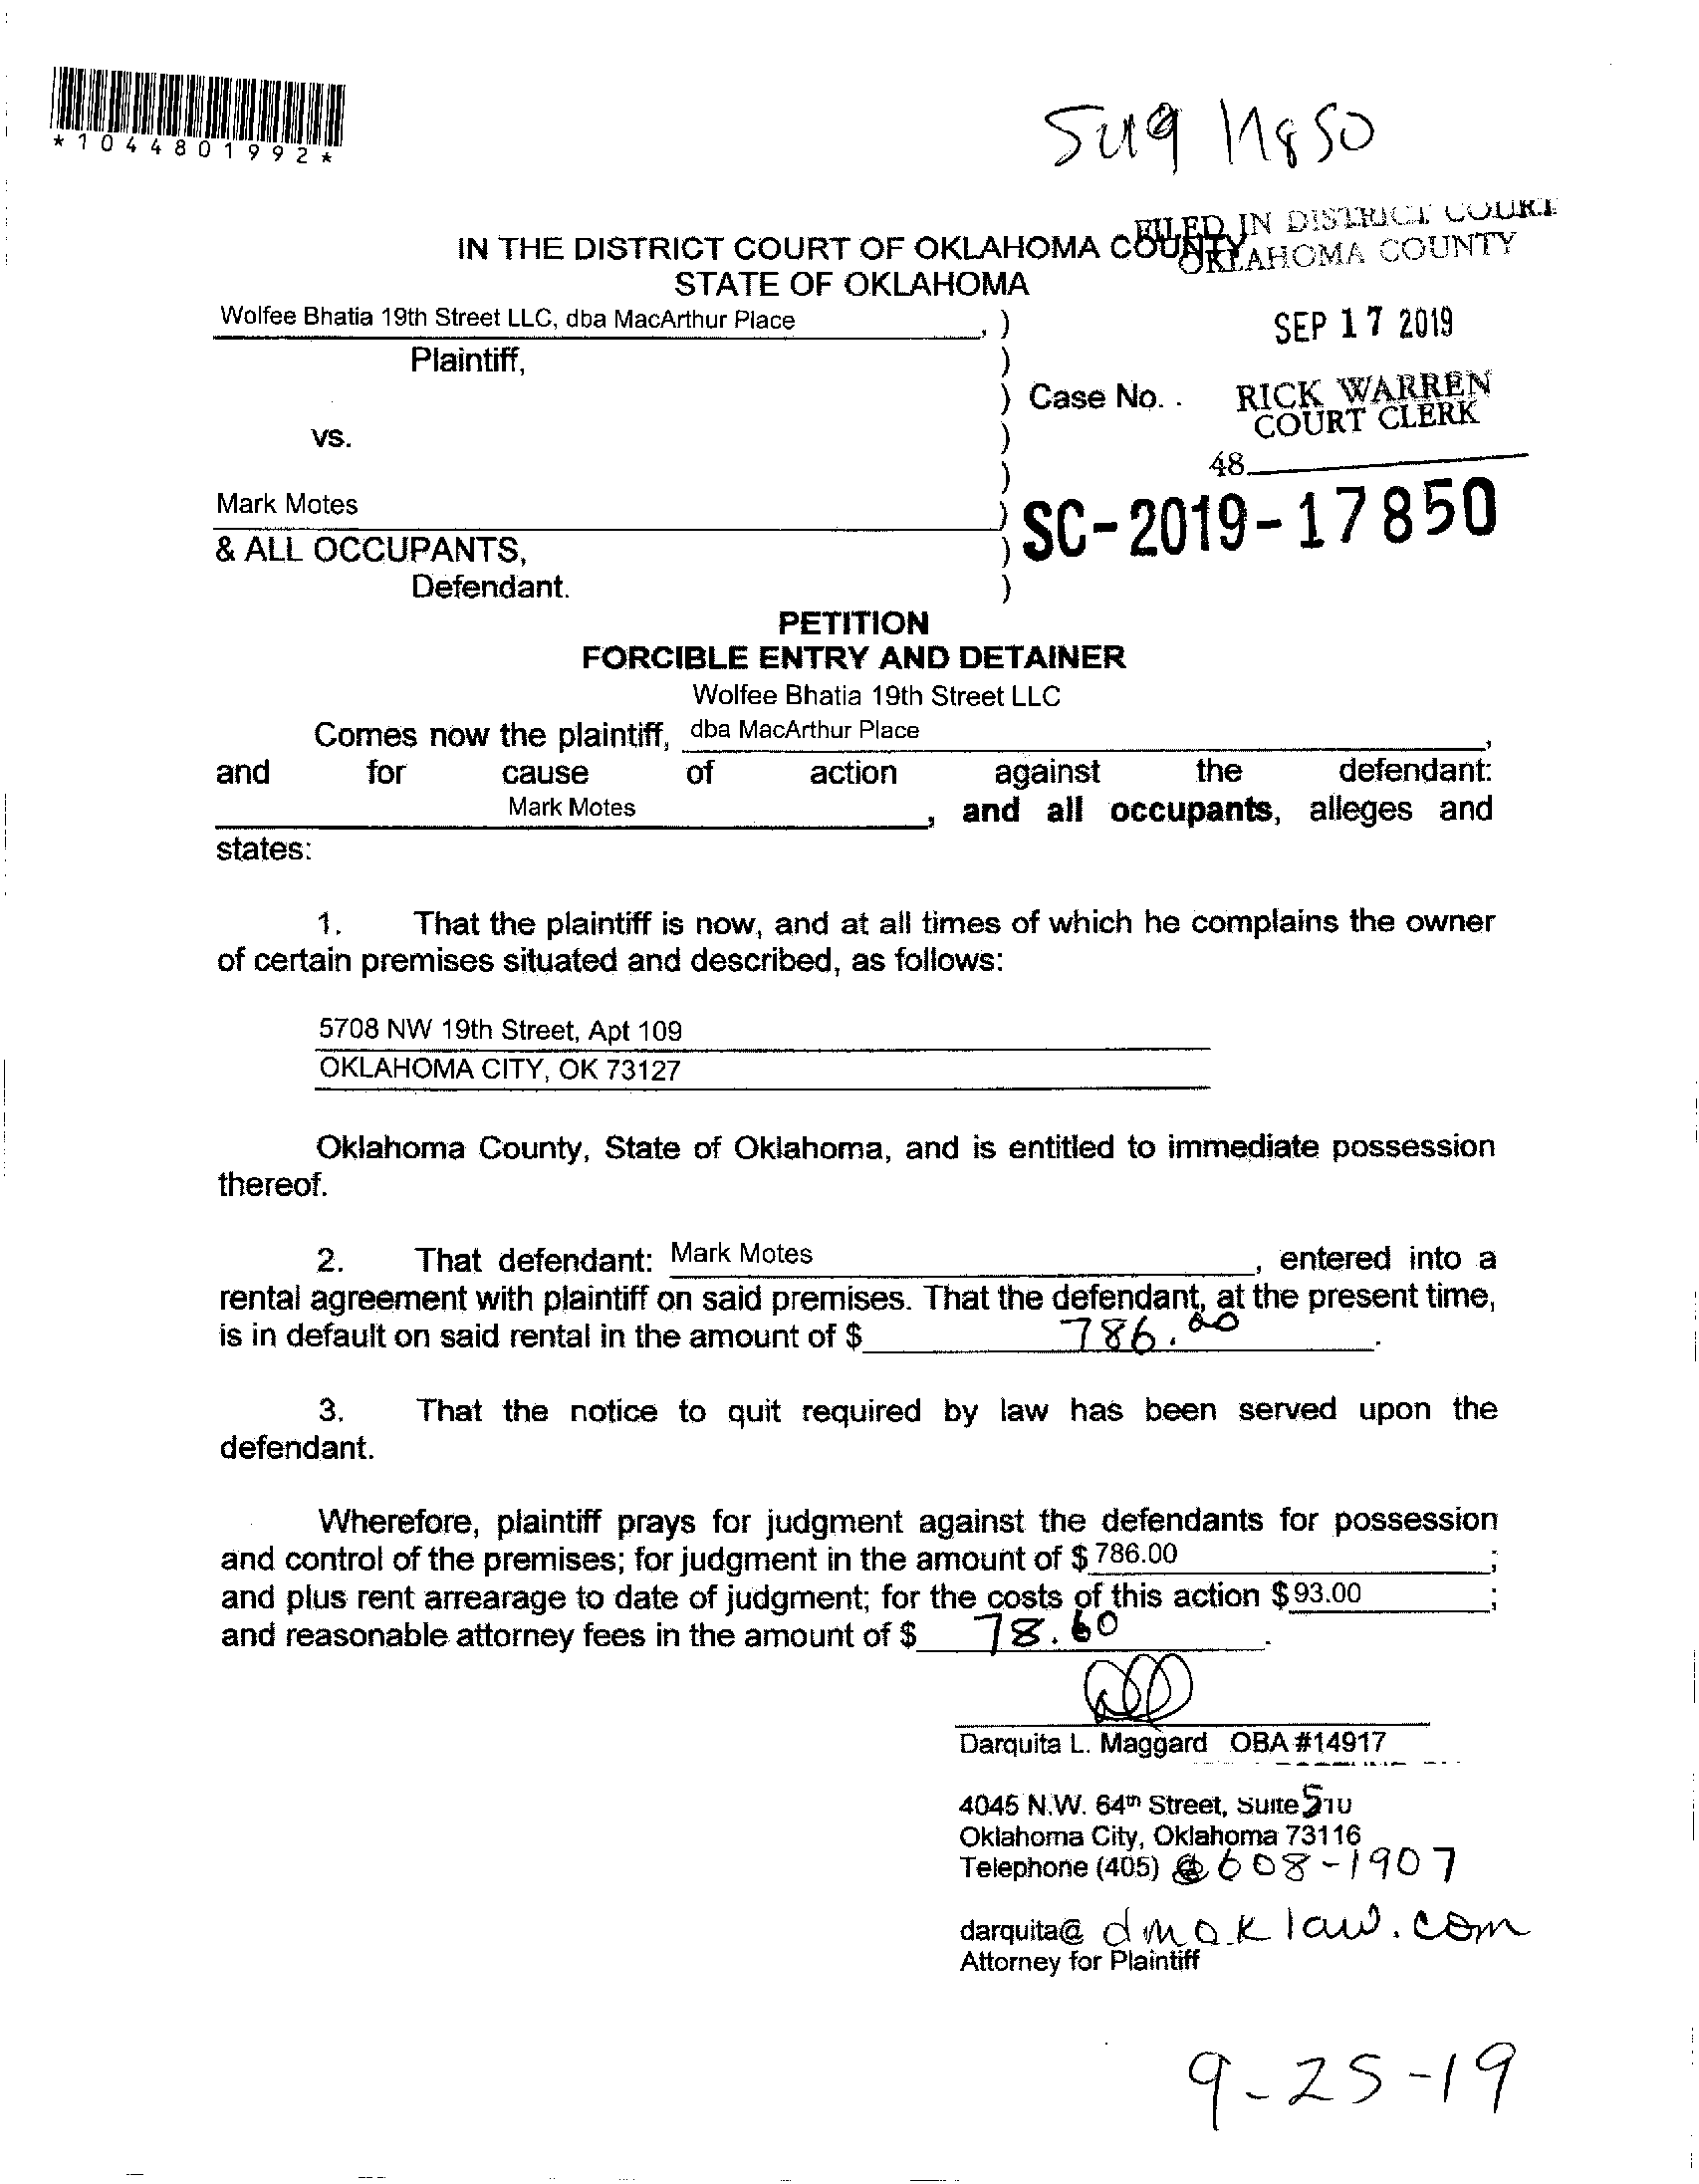 *1044801992*
IN THE DISTRICT COURT OF OKLAHOMA COUNTY
FILED IN DISTRICT COURT
OKLAHOMA COUNTY
STATE OF OKLAHOMA
Wolfee Bhatia 19th Street LLC, dba MacArthur Place , )
SEP 17 2019
Plaintiff, )
) Case No. .
RICK WARREN
COURT CLERK
vs. )
48
)
Mark Motes )
SC-2019-17850
& ALL OCCUPANTS, )
Defendant. )
PETITION
FORCIBLE ENTRY AND DETAINER
Wolfee Bhatia 19th Street LLC
Comes now the plaintiff, dba MacArthur Place ,
and for cause of action against the defendant:
Mark Motes , and all occupants, alleges and
states:
1. That the plaintiff is now, and at all times of which he complains the owner
of certain premises situated and described, as follows:
5708 NW 19th Street, Apt 109
OKLAHOMA CITY, OK 73127
Oklahoma County, State of Oklahoma, and is entitled to immediate possession
thereof.
2. That defendant: Mark Motes , entered into a
rental agreement with plaintiff on said premises. That the defendant, at the present time,
is in default on said rental in the amount of $ 786.00 .
3. That the notice to quit required by law has been served upon the
defendant.
Wherefore, plaintiff prays for judgment against the defendants for possession
and control of the premises; for judgment in the amount of $ 786.00 ;
and plus rent arrearage to date of judgment; for the costs of this action $ 93.00 ;
and reasonable attorney fees in the amount of $ 78.60 .
Darquita L. Maggard OBA #14917
4045 N.W. 64th Street, Suite 510
Oklahoma City, Oklahoma 73116
Telephone (405) 608-1907
darquita@ dmoklaw.com
Attorney for Plaintiff
9-25-19